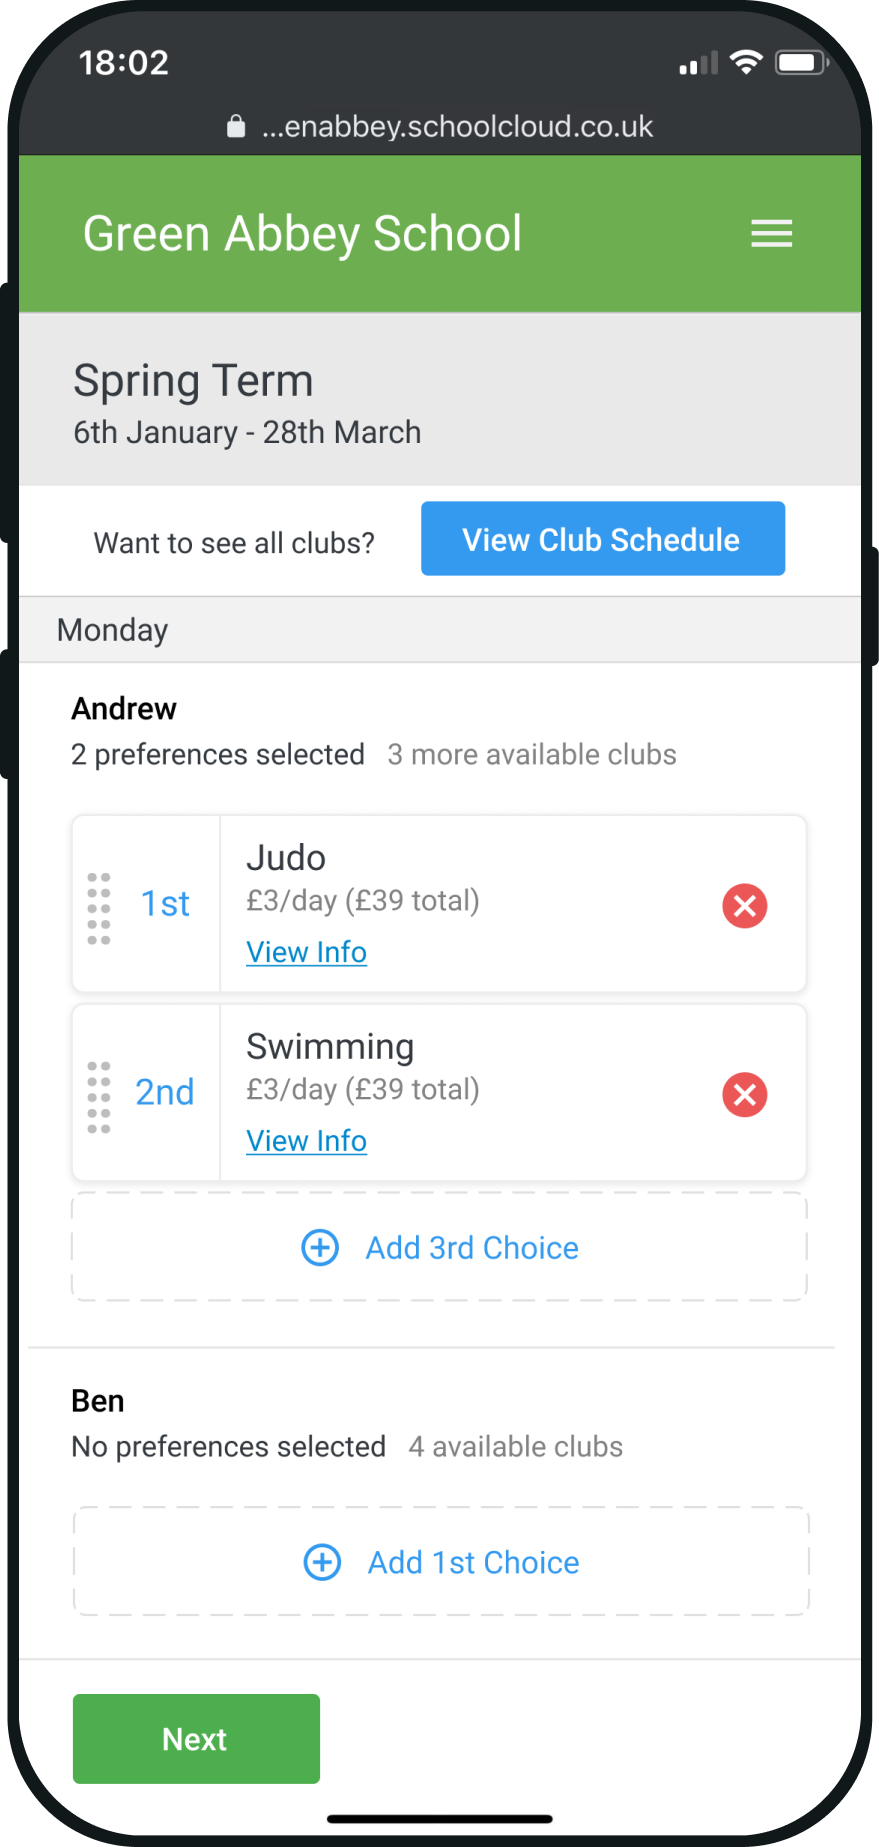 18:02
...enabbey.schoolcloud.co.uk
Green Abbey School
Spring Term
6th January - 28th March
Want to see all clubs?
View Club Schedule
Monday
Andrew
2 preferences selected 3 more available clubs
1st
Judo
£3/day (£39 total)
View Info
2nd
Swimming
£3/day (£39 total)
View Info
Add 3rd Choice
Ben
No preferences selected 4 available clubs
Add 1st Choice
Next